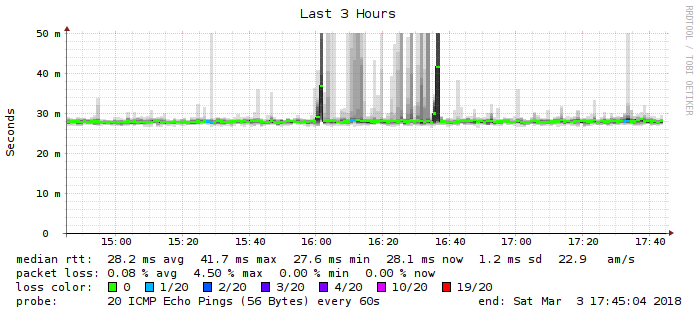 Last 3 Hours
RRDTOOL / TOBI OETIKER
50 m
40 m
30 m
20 m
10 m
0
Seconds
15:00 15:20 15:40 16:00 16:20 16:40 17:00 17:20 17:40
median rtt: 28.2 ms avg 41.7 ms max 27.6 ms min 28.1 ms now 1.2 ms sd 22.9 am/s
packet loss: 0.08 % avg 4.50 % max 0.00 % min 0.00 % now
loss color: 0 1/20 2/20 3/20 4/20 10/20 19/20
probe: 20 ICMP Echo Pings (56 Bytes) every 60s end: Sat Mar 3 17:45:04 2018